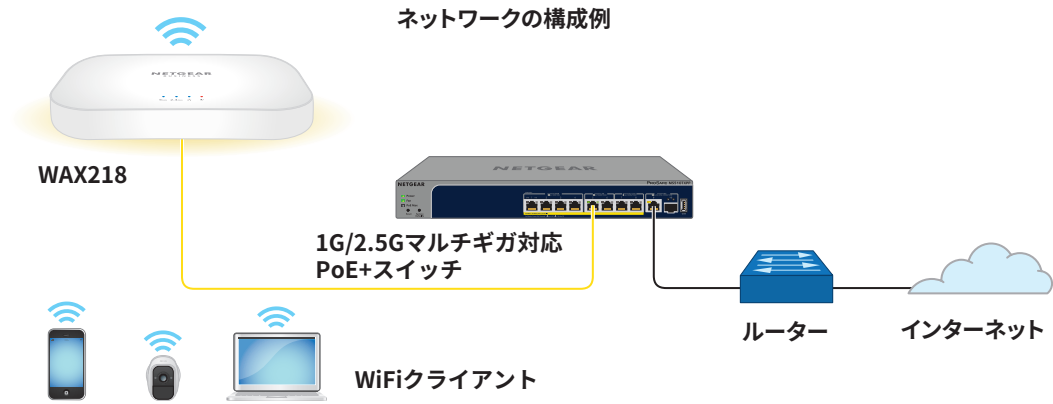 ネットワークの構成例
NETGEAR
WAX218
NETGEAR
NETGEAR
1G/2.5Gマルチギガ対応
PoE+スイッチ
ルーター
インターネット
WiFiクライアント